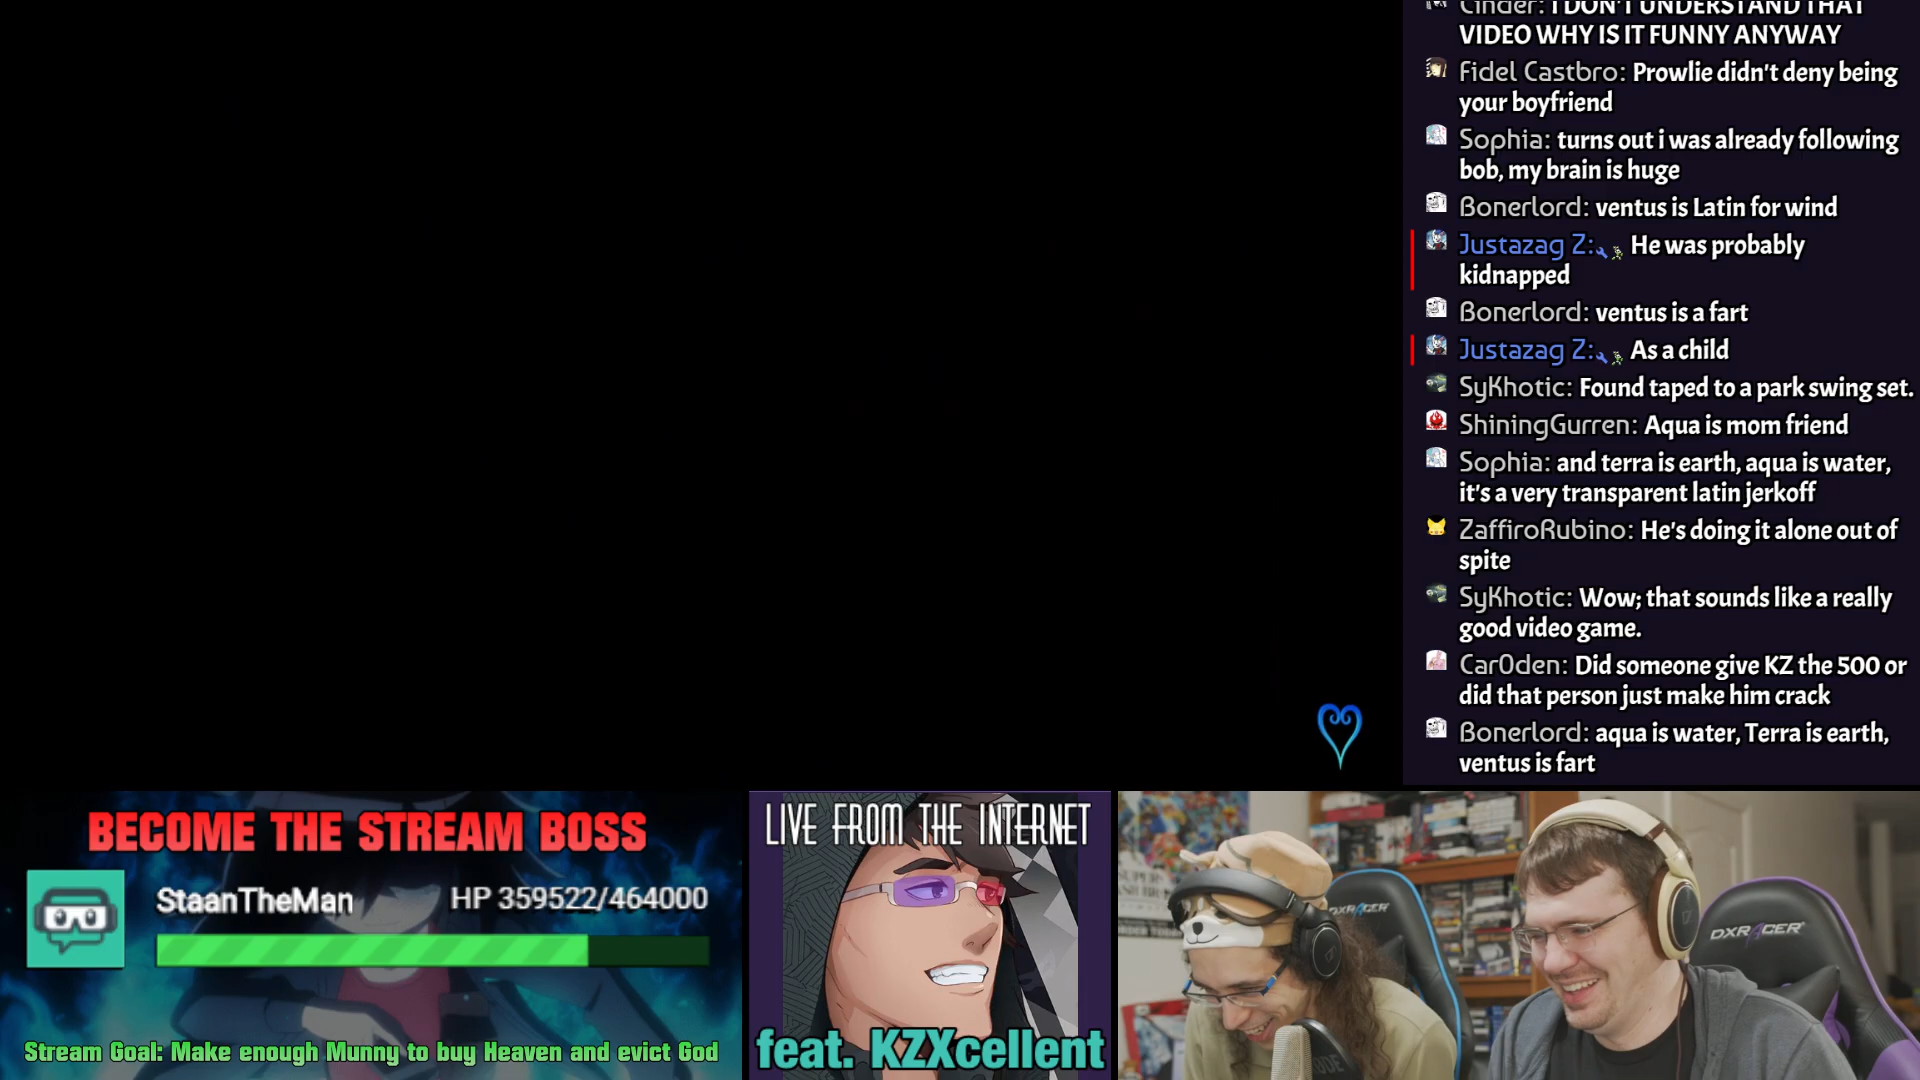 Cinder: I DON'T UNDERSTAND THAT
VIDEO WHY IS IT FUNNY ANYWAY
Fidel Castbro: Prowlie didn't deny being
your boyfriend
Sophia: turns out i was already following
bob, my brain is huge
Bonerlord: ventus is Latin for wind
Justazag Z: He was probably
kidnapped
Bonerlord: ventus is a fart
Justazag Z: As a child
SyKhotic: Found taped to a park swing set.
ShiningGurren: Aqua is mom friend
Sophia: and terra is earth, aqua is water,
it's a very transparent latin jerkoff
ZaffiroRubino: He's doing it alone out of
spite
SyKhotic: Wow; that sounds like a really
good video game.
Car0den: Did someone give KZ the 500 or
did that person just make him crack
Bonerlord: aqua is water, Terra is earth,
ventus is fart
BECOME THE STREAM BOSS
StaanTheMan HP 359522/464000
Stream Goal: Make enough Munny to buy Heaven and evict God
LIVE FROM THE INTERNET
feat. KZXcellent
DXRACER
DXRACER